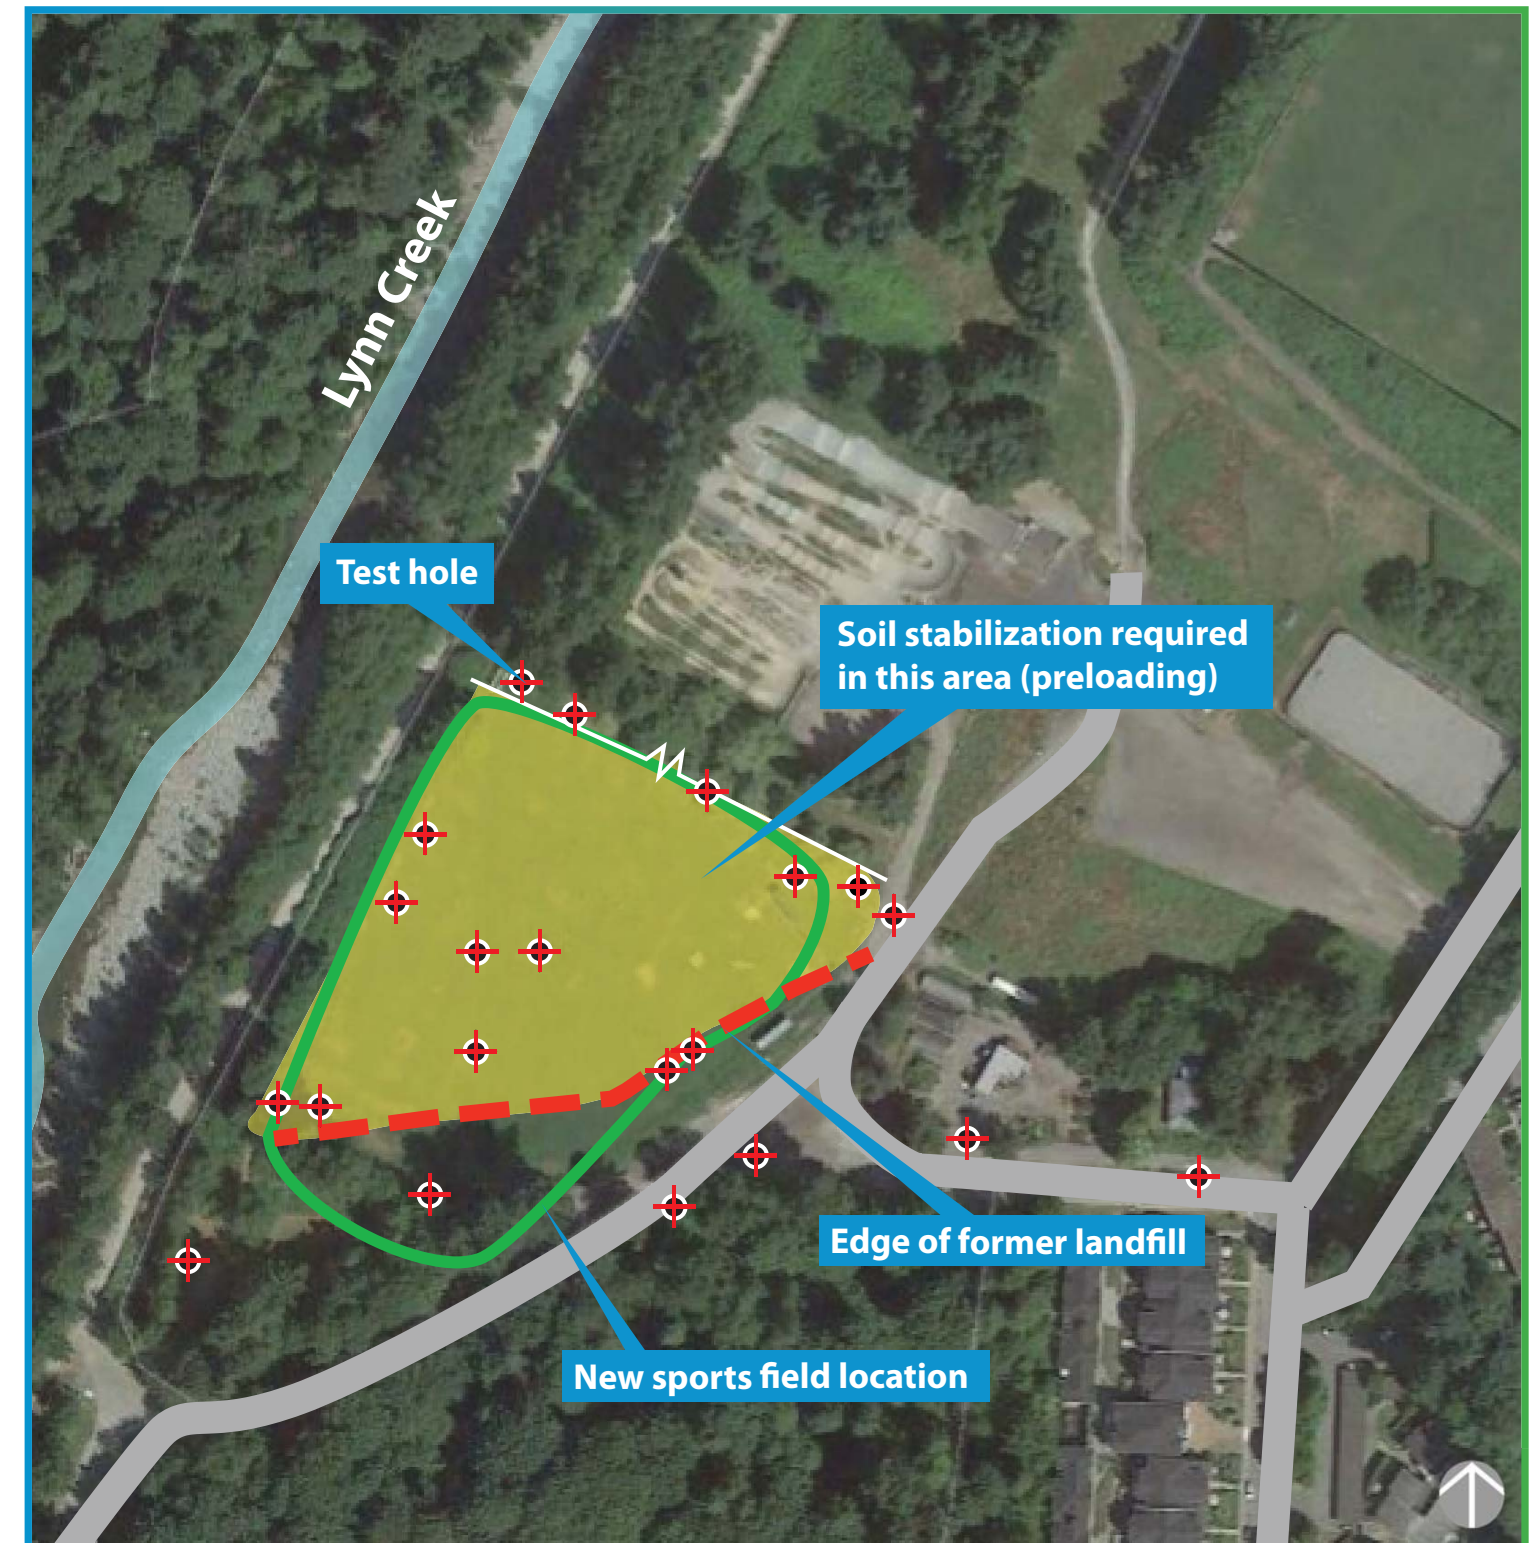 Lynn Creek
Test hole
Soil stabilization required
in this area (preloading)
Edge of former landfill
New sports field location